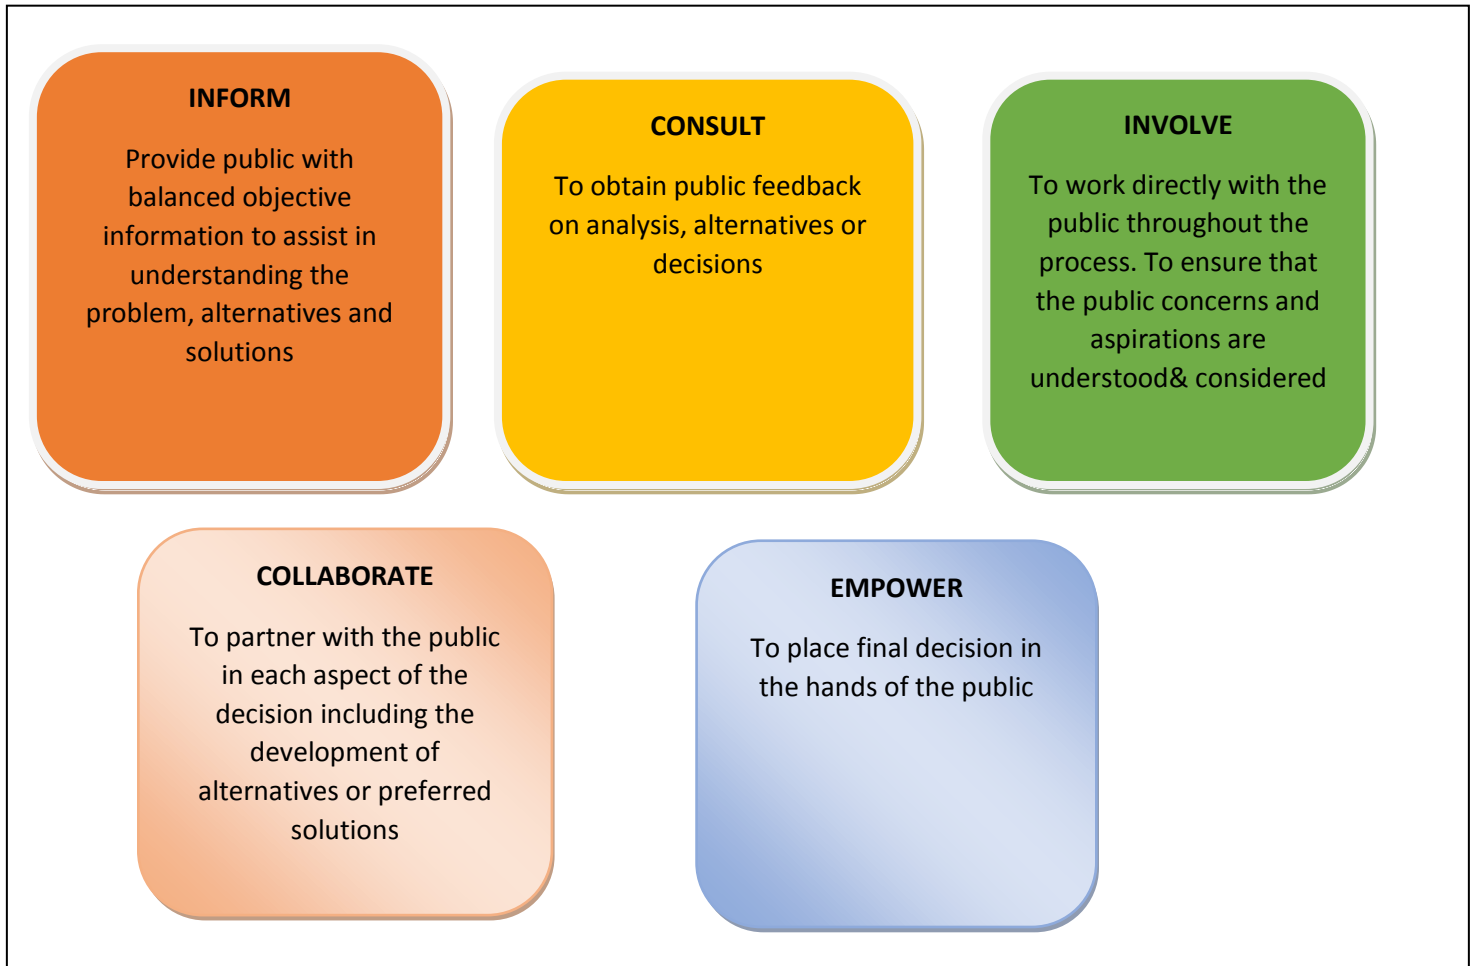 INFORM
Provide public with
balanced objective
information to assist in
understanding the
problem, alternatives and
solutions
CONSULT
To obtain public feedback
on analysis, alternatives or
decisions
INVOLVE
To work directly with the
public throughout the
process. To ensure that
the public concerns and
aspirations are
understood& considered
COLLABORATE
To partner with the public
in each aspect of the
decision including the
development of
alternatives or preferred
solutions
EMPOWER
To place final decision in
the hands of the public